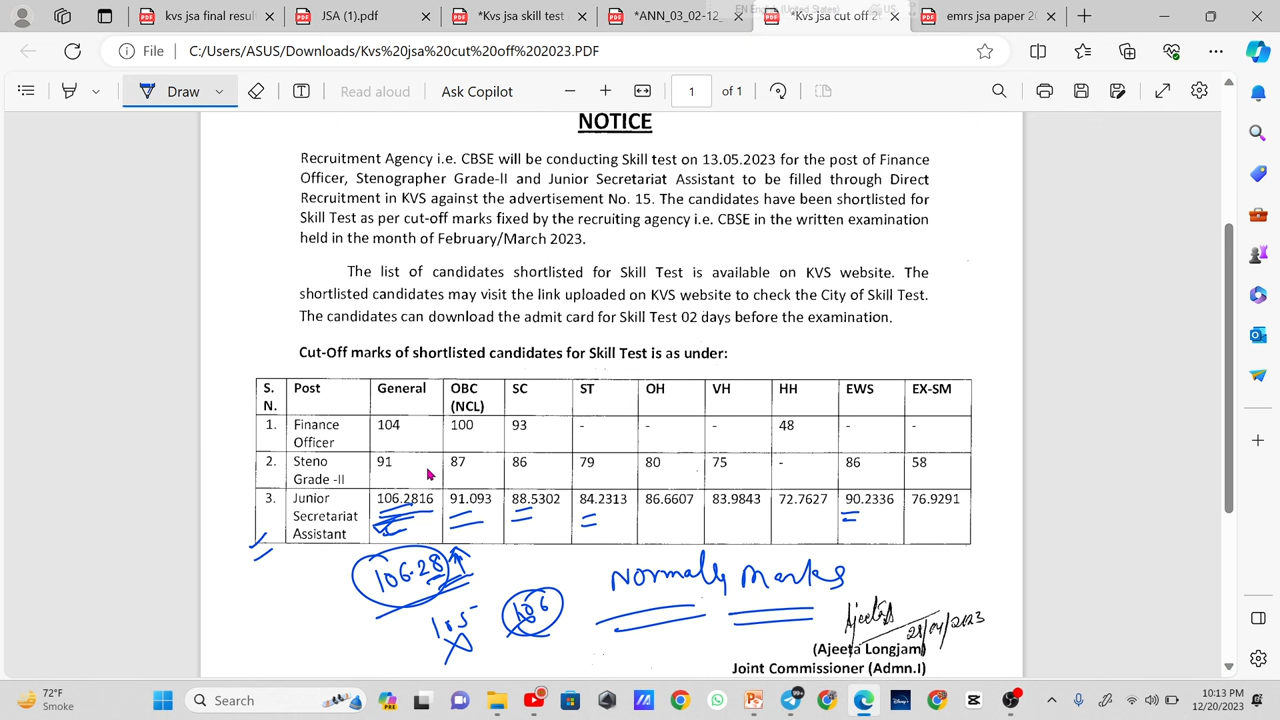 EN English (India)
US
kvs jsa final result
JSA (1).pdf
*Kvs jsa skill test
*ANN_03_02-12-
*Kvs jsa cut off 2
emrs jsa paper 20
File
C:/Users/ASUS/Downloads/Kvs%20jsa%20cut%20off%202023.PDF
Draw
Read aloud
Ask Copilot
1
of 1
NOTICE
Recruitment Agency i.e. CBSE will be conducting Skill test on 13.05.2023 for the post of Finance
Officer, Stenographer Grade-II and Junior Secretariat Assistant to be filled through Direct
Recruitment in KVS against the advertisement No. 15. The candidates have been shortlisted for
Skill Test as per cut-off marks fixed by the recruiting agency i.e. CBSE in the written examination
held in the month of February/March 2023.
The list of candidates shortlisted for Skill Test is available on KVS website. The
shortlisted candidates may visit the link uploaded on KVS website to check the City of Skill Test.
The candidates can download the admit card for Skill Test 02 days before the examination.
Cut-Off marks of shortlisted candidates for Skill Test is as under:
S. Post General OBC SC ST OH VH HH EWS EX-SM
N. (NCL)
1. Finance 104 100 93 - - - 48 - -
Officer
2. Steno 91 87 86 79 80 75 - 86 58
Grade -II
3. Junior 106.2816 91.093 88.5302 84.2313 86.6607 83.9843 72.7627 90.2336 76.9291
Secretariat
Assistant
106.28
Normally Marks
105
106
Ajeeta
28/04/2023
(Ajeeta Longjam)
Joint Commissioner (Admn.I)
72°F
Smoke
Search
99+
10:13 PM
12/20/2023